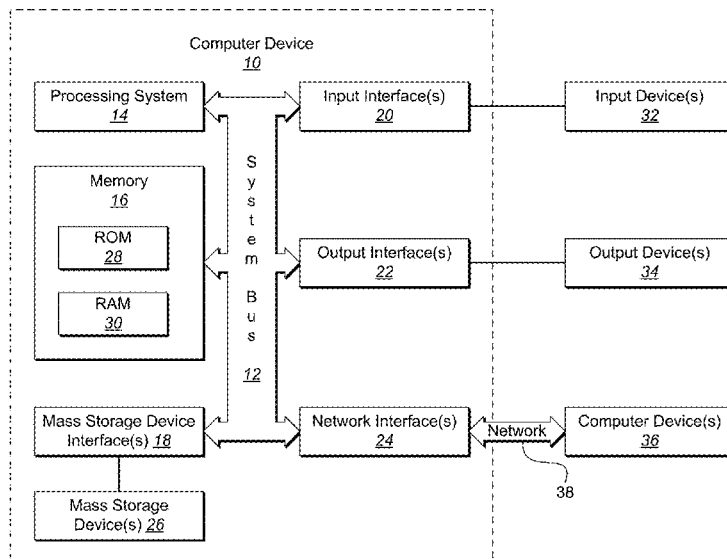 Computer Device
10
Processing System
14
Input Interface(s)
20
Input Device(s)
32
Memory
16
ROM
28
RAM
30
System Bus
12
Output Interface(s)
22
Output Device(s)
34
Mass Storage Device
Interface(s) 18
Network Interface(s)
24
Network
Computer Device(s)
36
38
Mass Storage
Device(s) 26